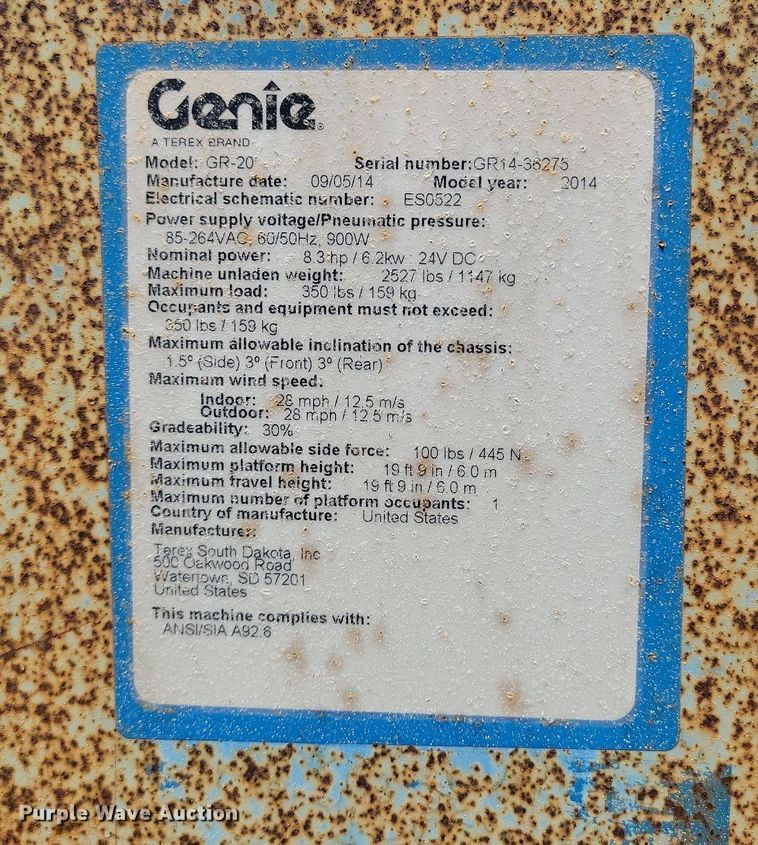 Genie
A TEREX BRAND
Model: GR-20 Serial number:GR14-36275
Manufacture date: 09/05/14 Model year: 2014
Electrical schematic number: ES0522
Power supply voltage/Pneumatic pressure:
85-264VAC, 60/50Hz, 900W
Nominal power: 8.3 hp / 6.2kw 24V DC
Machine unladen weight: 2527 lbs / 1147 kg
Maximum load: 350 lbs / 159 kg
Occupants and equipment must not exceed:
350 lbs / 159 kg
Maximum allowable inclination of the chassis:
1.5° (Side) 3° (Front) 3° (Rear)
Maximum wind speed:
Indoor: 28 mph / 12.5 m/s
Outdoor: 28 mph / 12.5 m/s
Gradeability: 30%
Maximum allowable side force: 100 lbs / 445 N
Maximum platform height: 19 ft 9 in / 6.0 m
Maximum travel height: 19 ft 9 in / 6.0 m
Maximum number of platform occupants: 1
Country of manufacture: United States
Manufacturer:
Terex South Dakota, Inc
500 Oakwood Road
Watertown, SD 57201
United States
This machine complies with:
ANSI/SIA A92.6
Purple Wave Auction